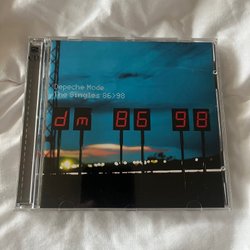 Depeche Mode
The Singles 86>98
dm 86 98